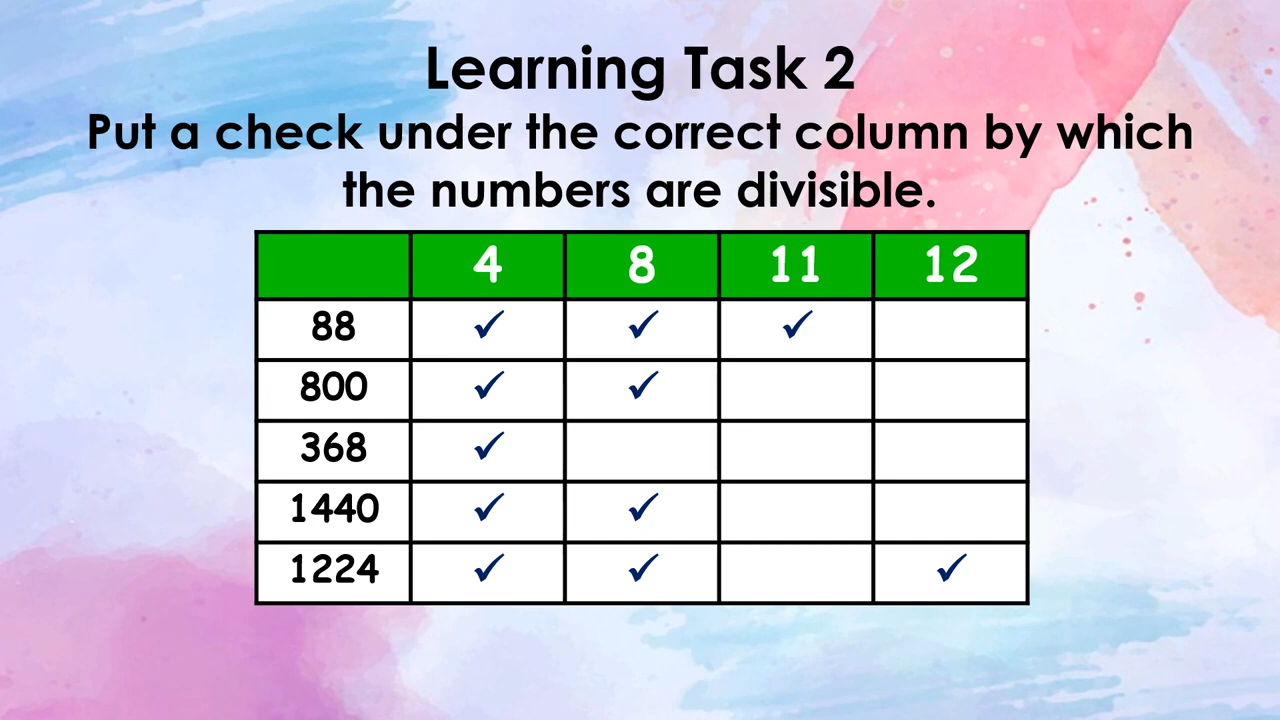 Learning Task 2
Put a check under the correct column by which
the numbers are divisible.
4 8 11 12
88 ✓ ✓ ✓
800 ✓ ✓
368 ✓
1440 ✓ ✓
1224 ✓ ✓ ✓